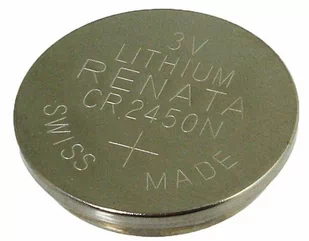 3V
LITHIUM
RENATA
CR2450N
+
SWISS MADE